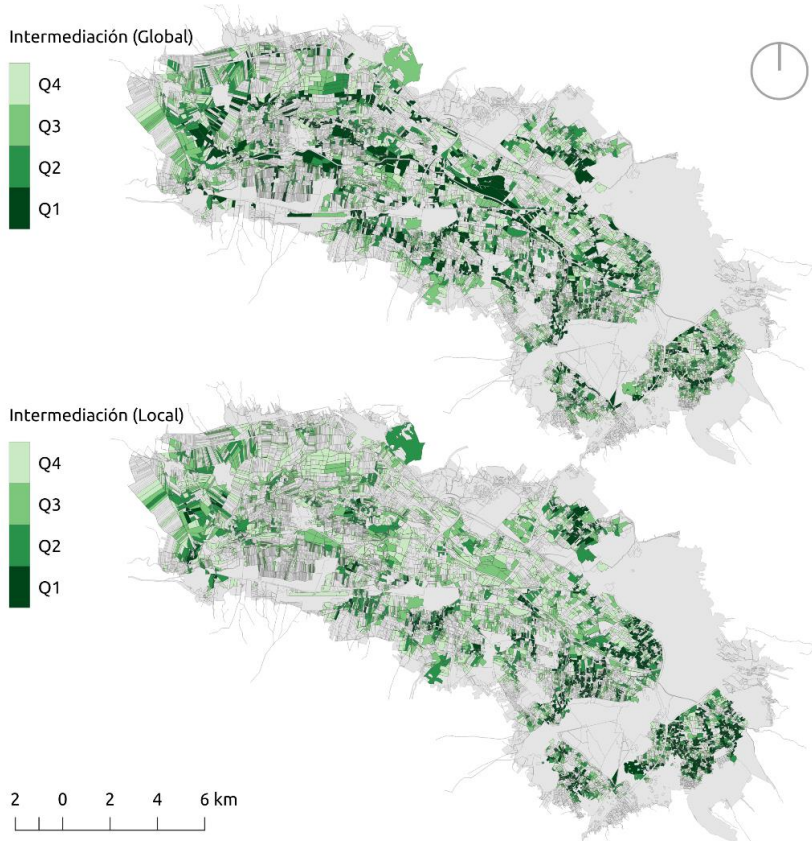 Intermediación (Global)
Q4
Q3
Q2
Q1
Intermediación (Local)
Q4
Q3
Q2
Q1
2 0 2 4 6 km